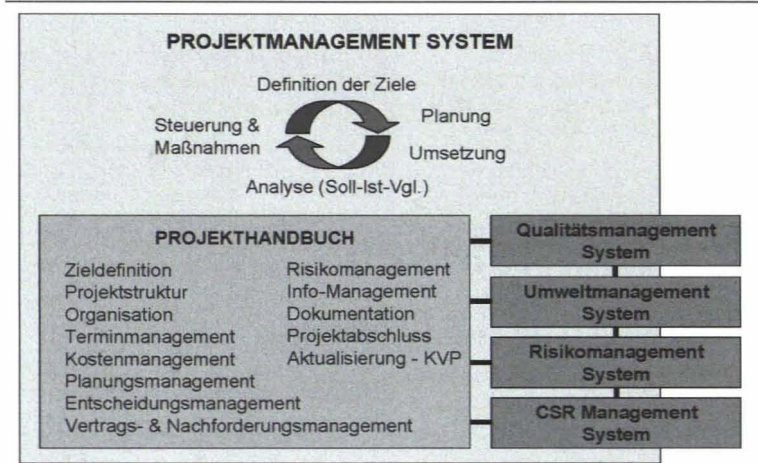 PROJEKTMANAGEMENT SYSTEM
Definition der Ziele
Planung
Steuerung &
Maßnahmen
Umsetzung
Analyse (Soll-Ist-Vgl.)
PROJEKTHANDBUCH
Zieldefinition
Projektstruktur
Organisation
Terminmanagement
Kostenmanagement
Planungsmanagement
Entscheidungsmanagement
Vertrags- & Nachforderungsmanagement
Risikomanagement
Info-Management
Dokumentation
Projektabschluss
Aktualisierung - KVP
Qualitätsmanagement
System
Umweltmanagement
System
Risikomanagement
System
CSR Management
System